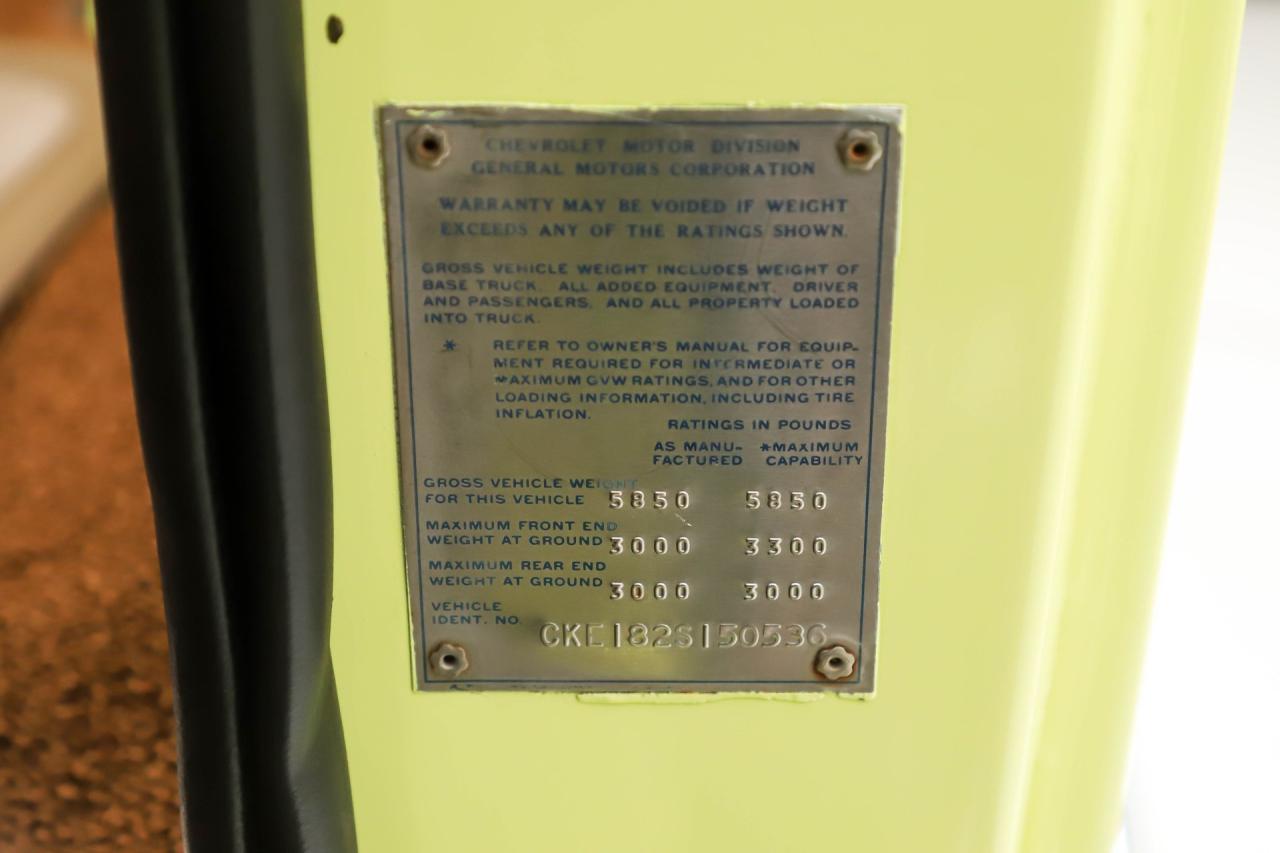 CHEVROLET MOTOR DIVISION
GENERAL MOTORS CORPORATION
WARRANTY MAY BE VOIDED IF WEIGHT
EXCEEDS ANY OF THE RATINGS SHOWN.
GROSS VEHICLE WEIGHT INCLUDES WEIGHT OF
BASE TRUCK. ALL ADDED EQUIPMENT. DRIVER
AND PASSENGERS, AND ALL PROPERTY LOADED
INTO TRUCK.
* REFER TO OWNER'S MANUAL FOR EQUIP-
MENT REQUIRED FOR INTERMEDIATE OR
MAXIMUM GVW RATINGS, AND FOR OTHER
LOADING INFORMATION, INCLUDING TIRE
INFLATION.
RATINGS IN POUNDS
AS MANU- *MAXIMUM
FACTURED CAPABILITY
GROSS VEHICLE WEIGHT
FOR THIS VEHICLE 5850 5850
MAXIMUM FRONT END
WEIGHT AT GROUND 3000 3300
MAXIMUM REAR END
WEIGHT AT GROUND 3000 3000
VEHICLE
IDENT. NO. CKE182S150536